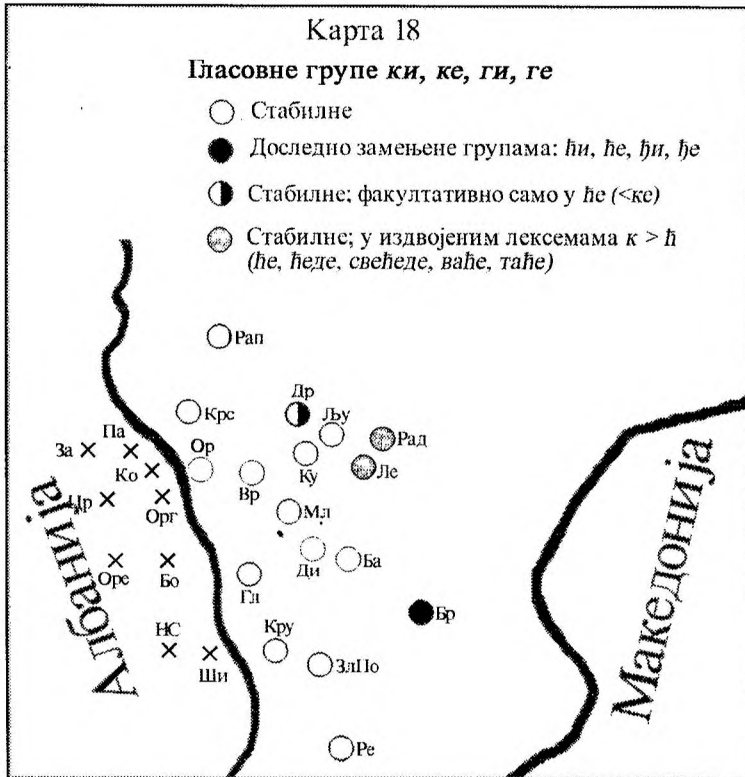 Карта 18
Гласовне групе ки, ке, ги, ге
Стабилне
Доследно замењене групама: ћи, ће, ђи, ђе
Стабилне; факултативно само у ће (<ке)
Стабилне; у издвојеним лексемама к > ћ
(ће, ћеде, свећеде, ваће, таће)
Рап
Крс
Др
Љу
Рад
Па
За
Ор
Ко
Вр
Ку
Ле
Цр
Орг
Мл
Оре
Бо
Гл
Ди
Ба
Бр
НС
Ши
Кру
ЗлПо
Ре
Албанија
Македонија